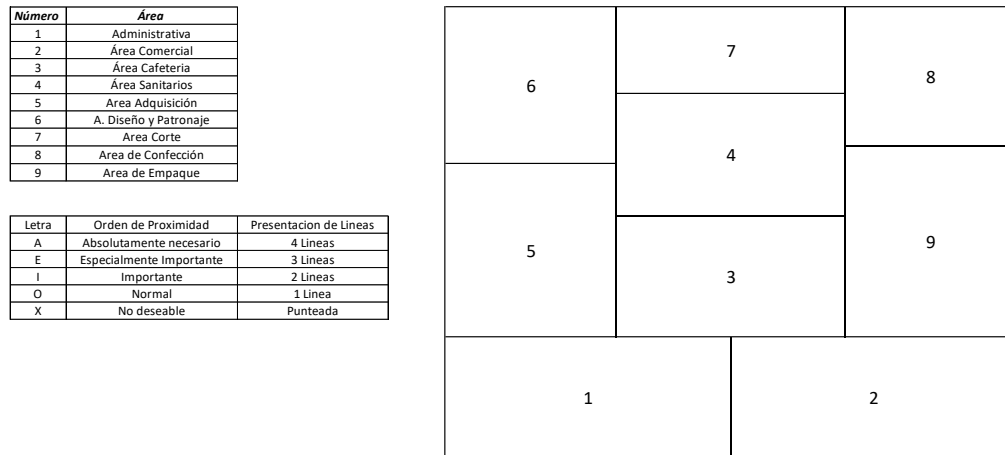 Número Área
1 Administrativa
2 Área Comercial
3 Área Cafeteria
4 Área Sanitarios
5 Area Adquisición
6 A. Diseño y Patronaje
7 Area Corte
8 Area de Confección
9 Area de Empaque
Letra Orden de Proximidad Presentacion de Lineas
A Absolutamente necesario 4 Lineas
E Especialmente Importante 3 Lineas
I Importante 2 Lineas
O Normal 1 Linea
X No deseable Punteada
7
6 8
4
5 9
3
1 2